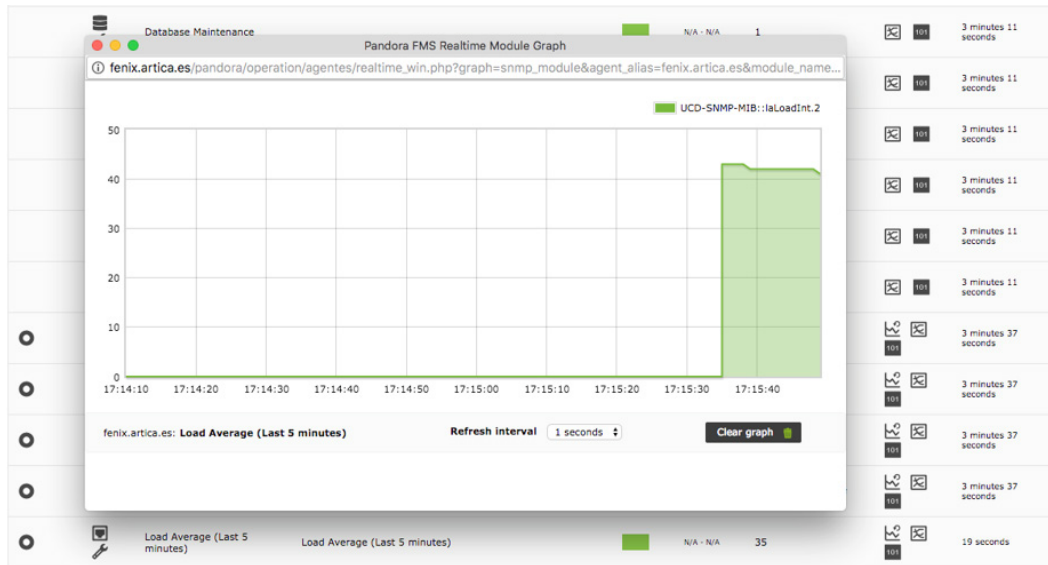 Database Maintenance N/A - N/A 1 101 3 minutes 11 seconds
Pandora FMS Realtime Module Graph
fenix.artica.es/pandora/operation/agentes/realtime_win.php?graph=snmp_module&agent_alias=fenix.artica.es&module_name...
101 3 minutes 11 seconds
UCD-SNMP-MIB::laLoadInt.2
50
101 3 minutes 11 seconds
40
101 3 minutes 11 seconds
30
101 3 minutes 11 seconds
20
101 3 minutes 11 seconds
10
101 3 minutes 37 seconds
0
17:14:10 17:14:20 17:14:30 17:14:40 17:14:50 17:15:00 17:15:10 17:15:20 17:15:30 17:15:40
101 3 minutes 37 seconds
fenix.artica.es: Load Average (Last 5 minutes) Refresh interval 1 seconds Clear graph
101 3 minutes 37 seconds
101 3 minutes 37 seconds
Load Average (Last 5 minutes) Load Average (Last 5 minutes) N/A - N/A 35 101 19 seconds